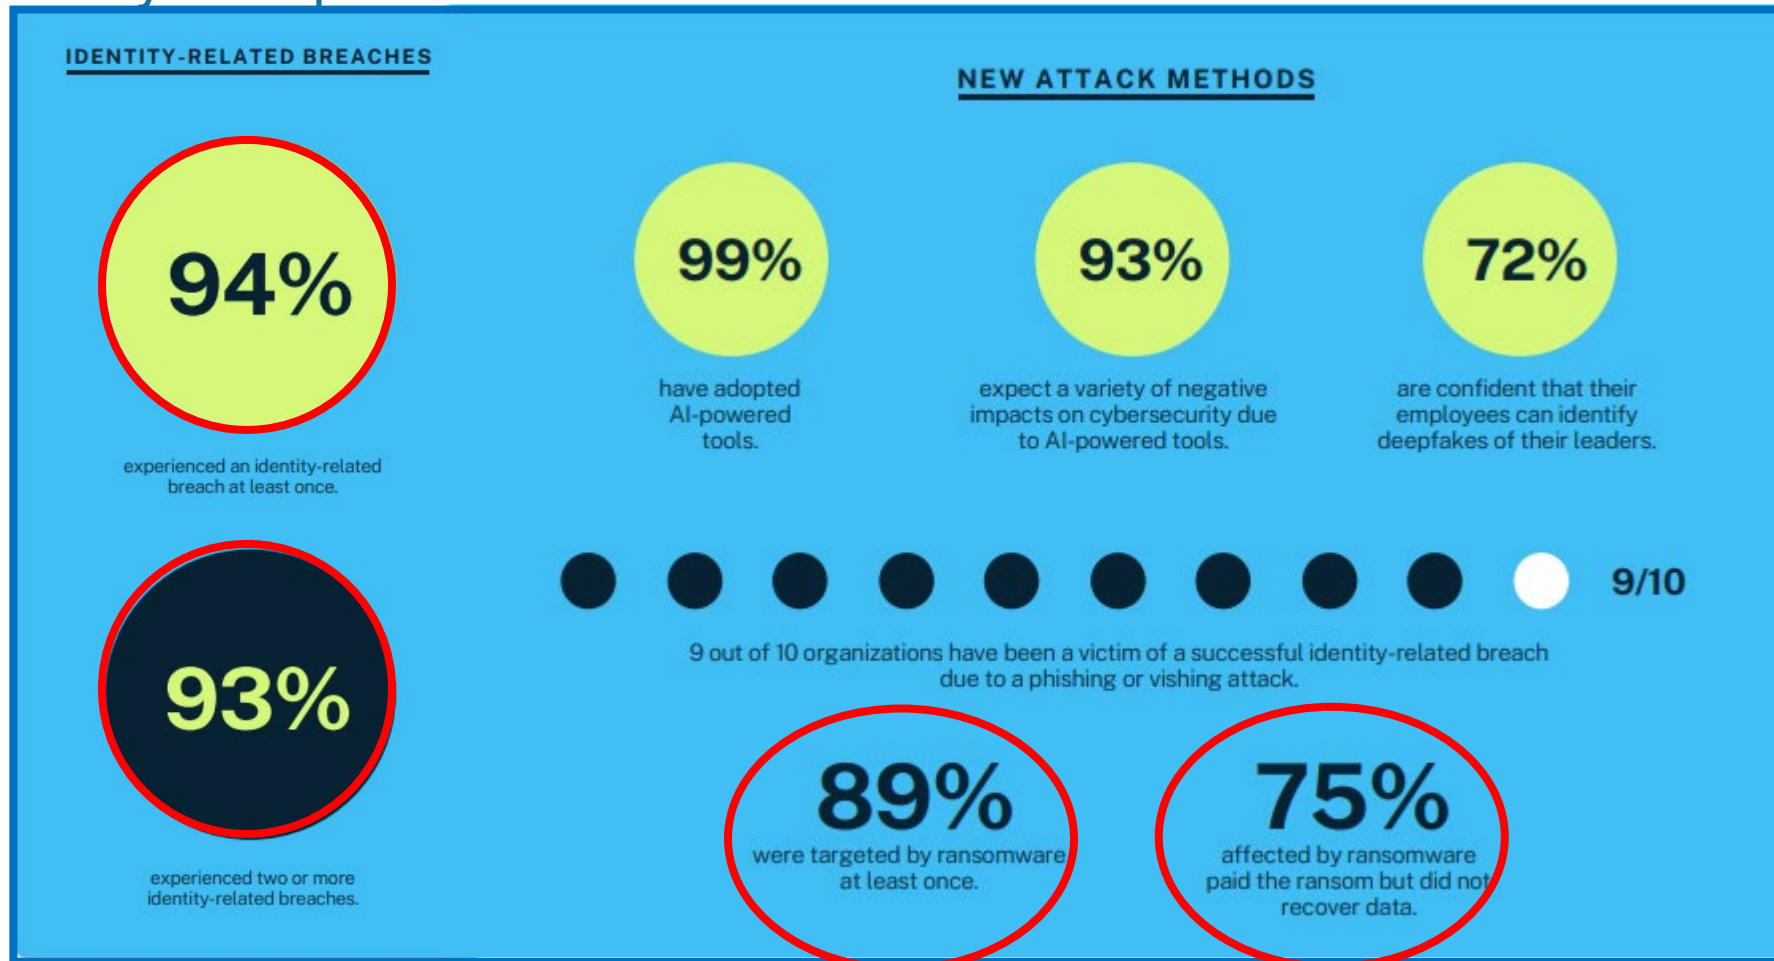 IDENTITY-RELATED BREACHES
94%
experienced an identity-related
breach at least once.
93%
experienced two or more
identity-related breaches.
NEW ATTACK METHODS
99%
have adopted
AI-powered
tools.
93%
expect a variety of negative
impacts on cybersecurity due
to AI-powered tools.
72%
are confident that their
employees can identify
deepfakes of their leaders.
9/10
9 out of 10 organizations have been a victim of a successful identity-related breach
due to a phishing or vishing attack.
89%
were targeted by ransomware
at least once.
75%
affected by ransomware
paid the ransom but did not
recover data.